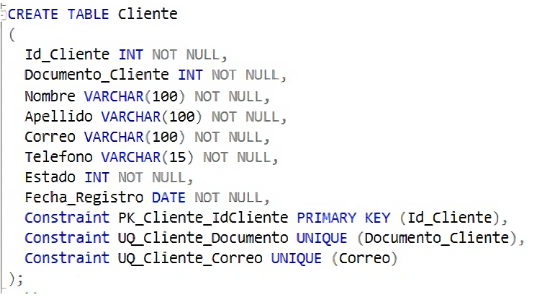 CREATE TABLE Cliente
(
Id_Cliente INT NOT NULL,
Documento_Cliente INT NOT NULL,
Nombre VARCHAR(100) NOT NULL,
Apellido VARCHAR(100) NOT NULL,
Correo VARCHAR(100) NOT NULL,
Telefono VARCHAR(15) NOT NULL,
Estado INT NOT NULL,
Fecha_Registro DATE NOT NULL,
Constraint PK_Cliente_IdCliente PRIMARY KEY (Id_Cliente),
Constraint UQ_Cliente_Documento UNIQUE (Documento_Cliente),
Constraint UQ_Cliente_Correo UNIQUE (Correo)
);